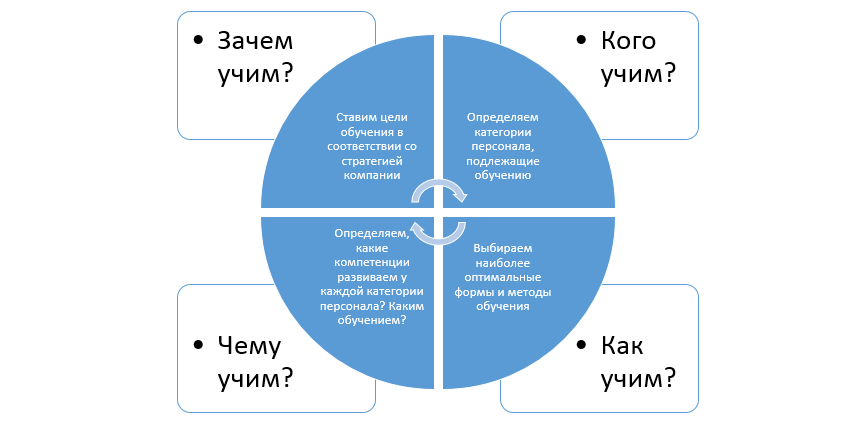 • Зачем
учим?
Ставим цели
обучения в
соответствии со
стратегией
компании
• Кого
учим?
Определяем
категории
персонала,
подлежащие
обучению
Определяем,
какие
компетенции
развиваем у
каждой категории
персонала? Каким
обучением?
• Чему
учим?
Выбираем
наиболее
оптимальные
формы и методы
обучения
• Как
учим?